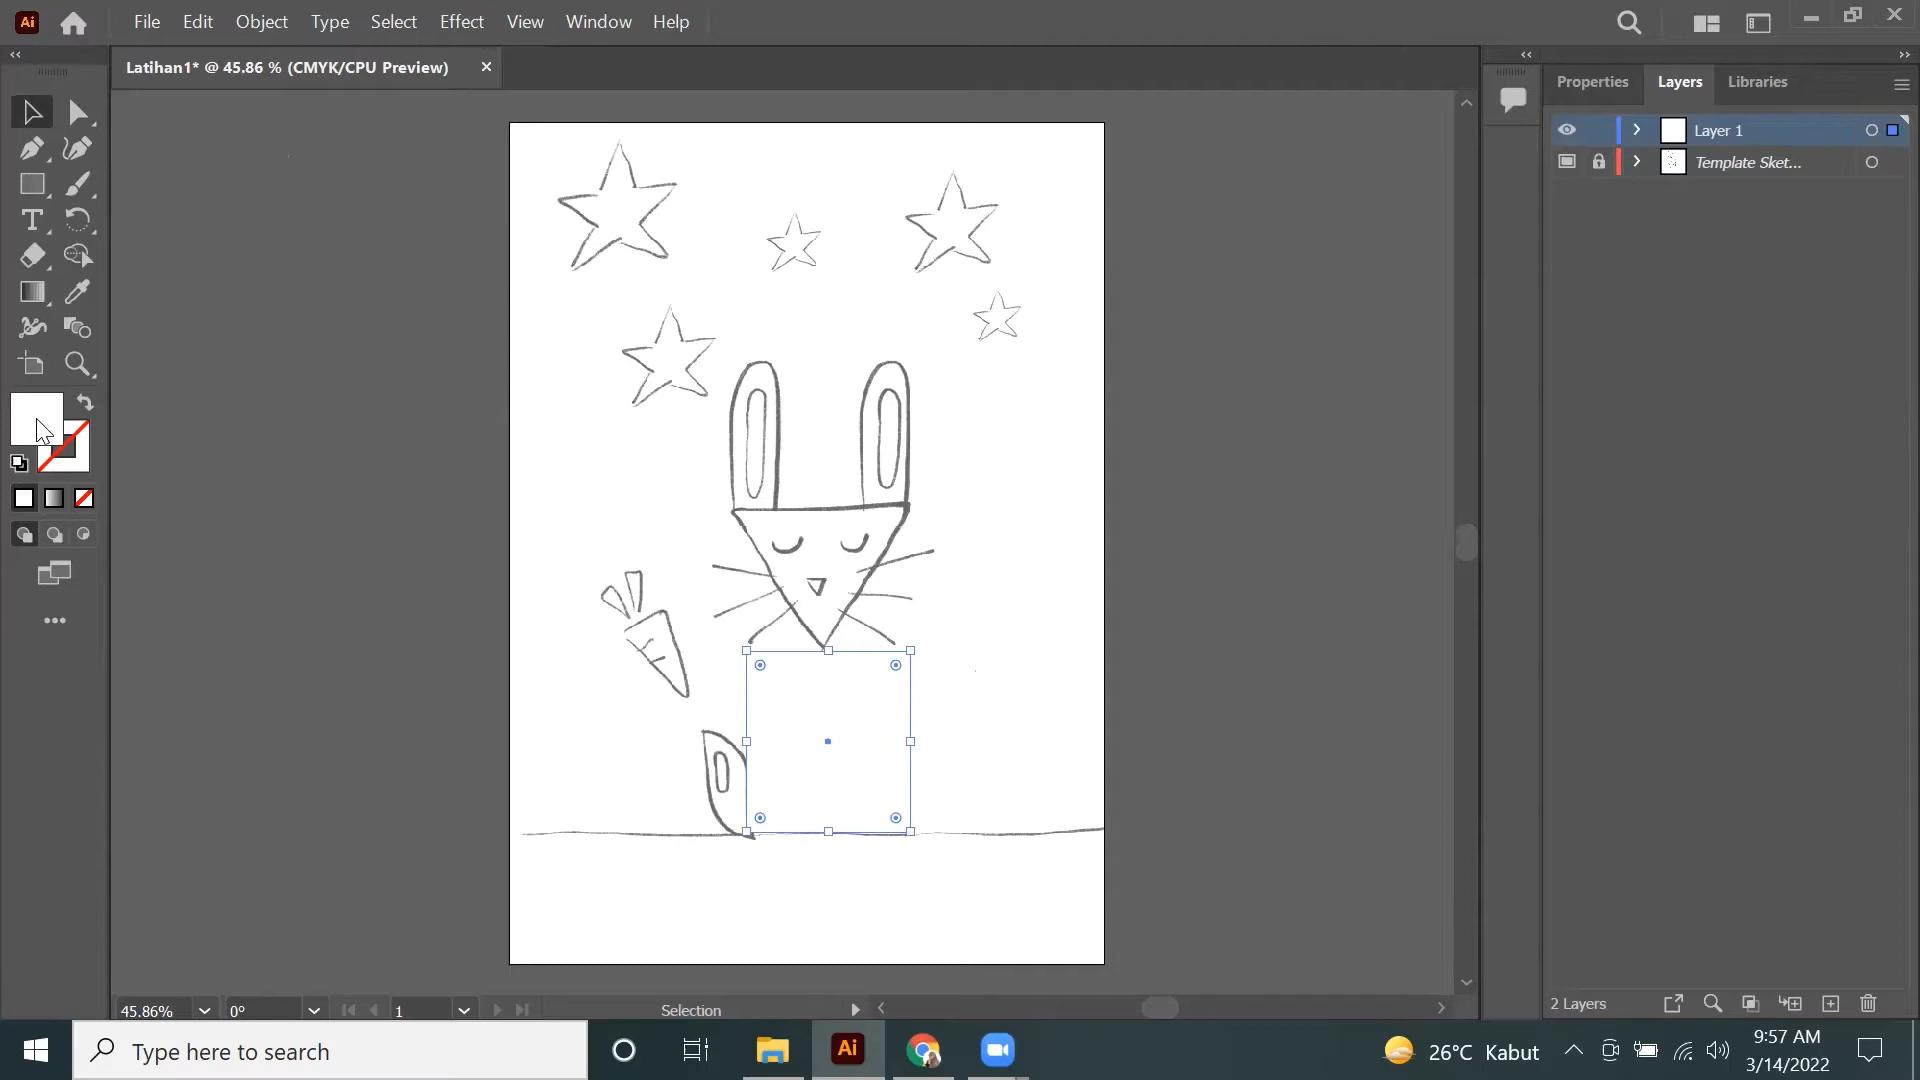 Ai
File Edit Object Type Select Effect View Window Help
Latihan1* @ 45.86 % (CMYK/CPU Preview)
Properties Layers Libraries
Layer 1
Template Sket...
T
45.86% 0° 1 Selection
2 Layers
Type here to search
Ai
26°C Kabut
9:57 AM
3/14/2022